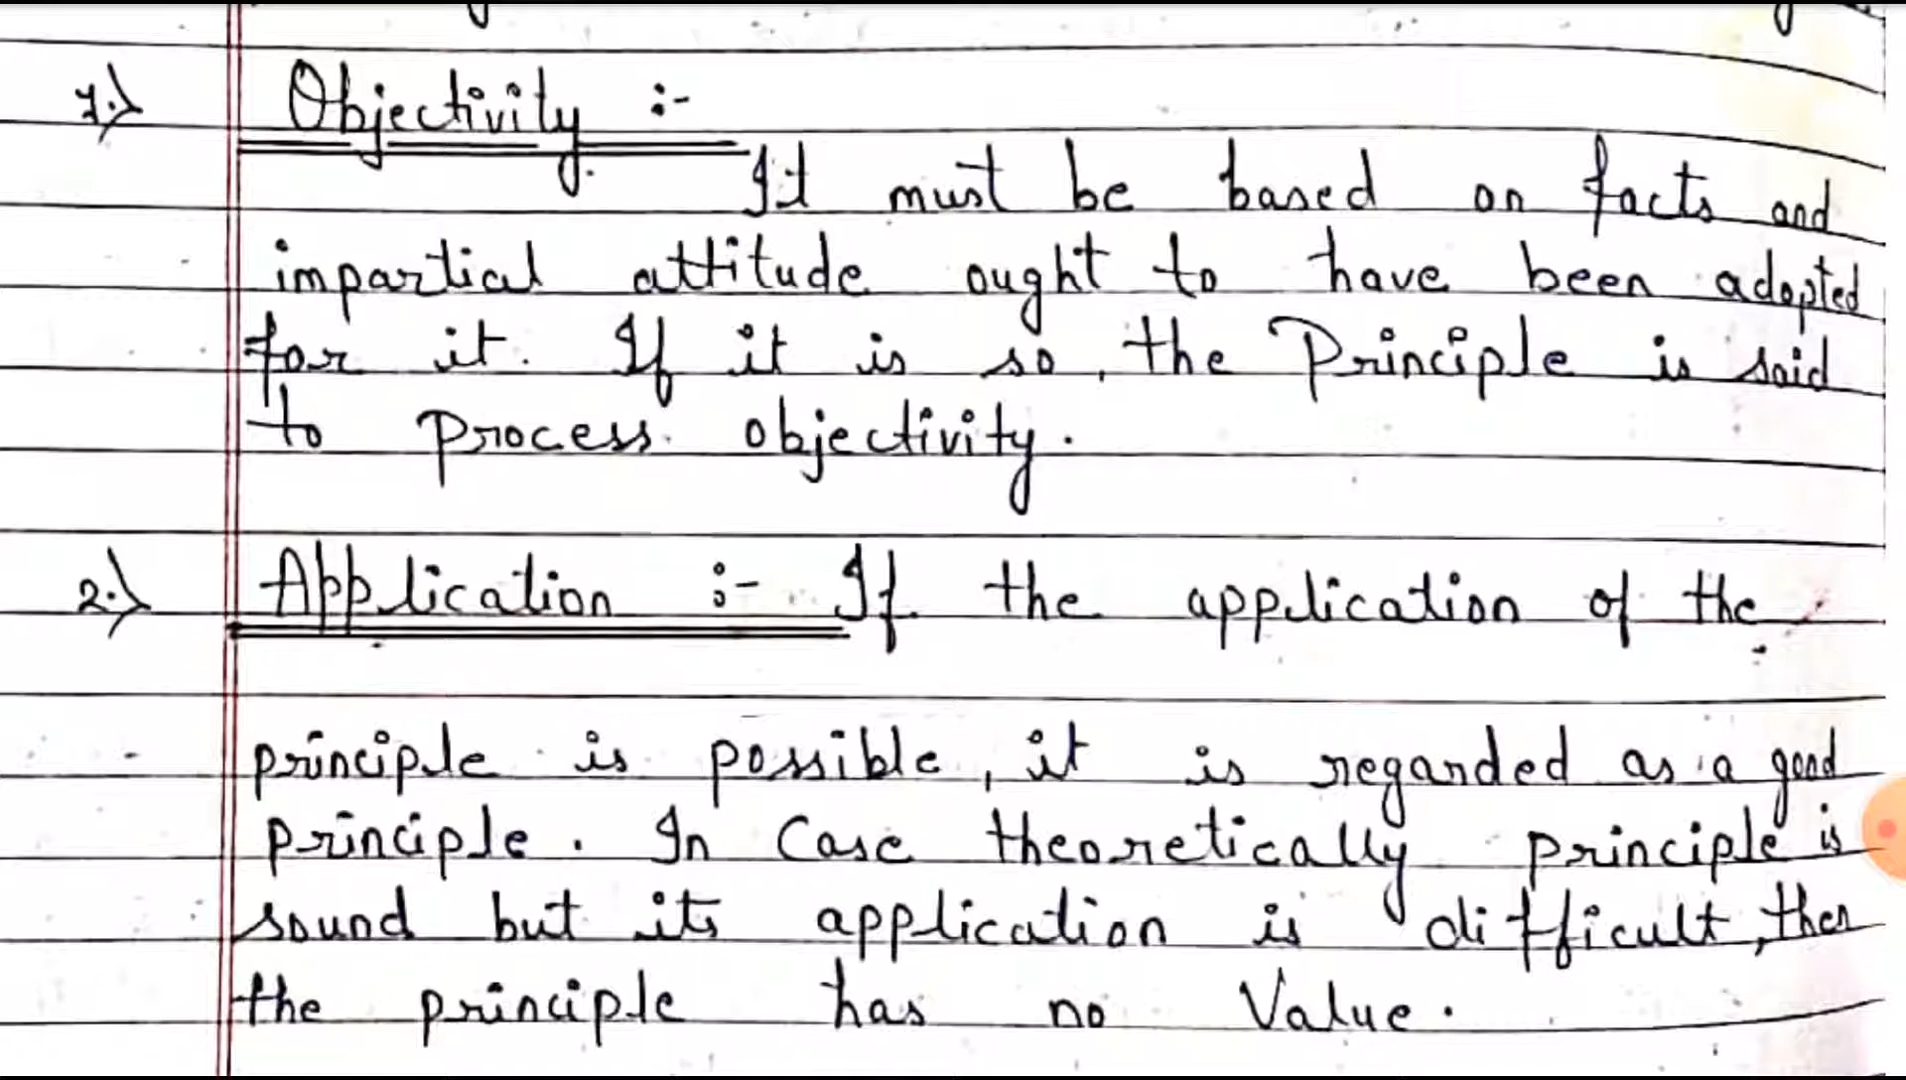 1.) Objectivity :-
It must be based on facts and
impartial attitude ought to have been adopted
for it. If it is so, the Principle is said
to process objectivity.
2.) Application :- If the application of the
principle is possible, it is regarded as a good
principle. In Case theoretically principle is
sound but its application is difficult, then
the principle has no Value.